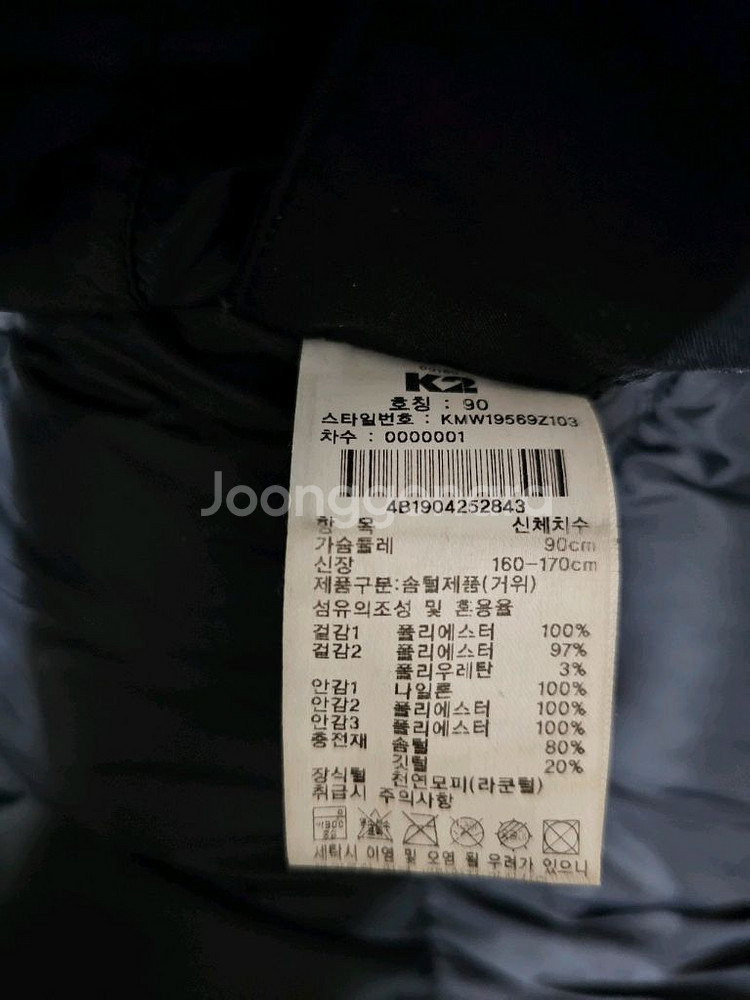 K2
호칭 : 90
스타일번호 : KMW19569Z103
차수 : 0000001
Joongg
4B1904252843
항 목 신체치수
가슴둘레 90cm
신장 160-170cm
제품구분:솜털제품(거위)
섬유의조성 및 혼용율
겉감1 폴리에스터 100%
겉감2 폴리에스터 97%
폴리우레탄 3%
안감1 나일론 100%
안감2 폴리에스터 100%
안감3 폴리에스터 100%
충전재 솜털 80%
깃털 20%
장식털 천연모피(라쿤털)
취급시 주의사항
세탁시 이염 및 오염 될 우려가 있으니